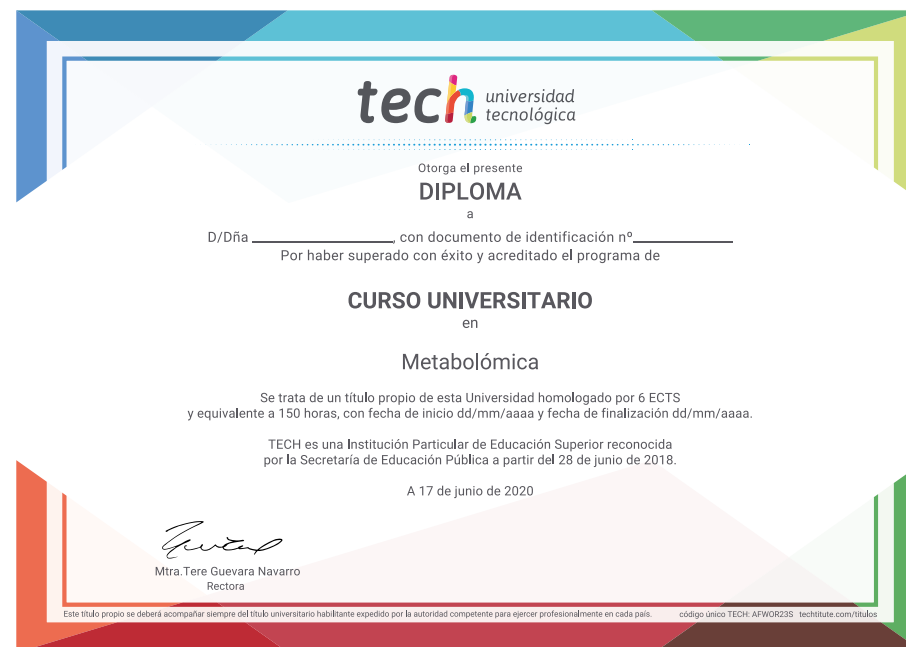 tech universidad
tecnológica
Otorga el presente
DIPLOMA
a
D/Dña ____________________, con documento de identificación nº______________
Por haber superado con éxito y acreditado el programa de
CURSO UNIVERSITARIO
en
Metabolómica
Se trata de un título propio de esta Universidad homologado por 6 ECTS
y equivalente a 150 horas, con fecha de inicio dd/mm/aaaa y fecha de finalización dd/mm/aaaa.
TECH es una Institución Particular de Educación Superior reconocida
por la Secretaría de Educación Pública a partir del 28 de junio de 2018.
A 17 de junio de 2020
Mtra.Tere Guevara Navarro
Rectora
Este título propio se deberá acompañar siempre del título universitario habilitante expedido por la autoridad competente para ejercer profesionalmente en cada país. código único TECH: AFWOR23S techtitute.com/titulos